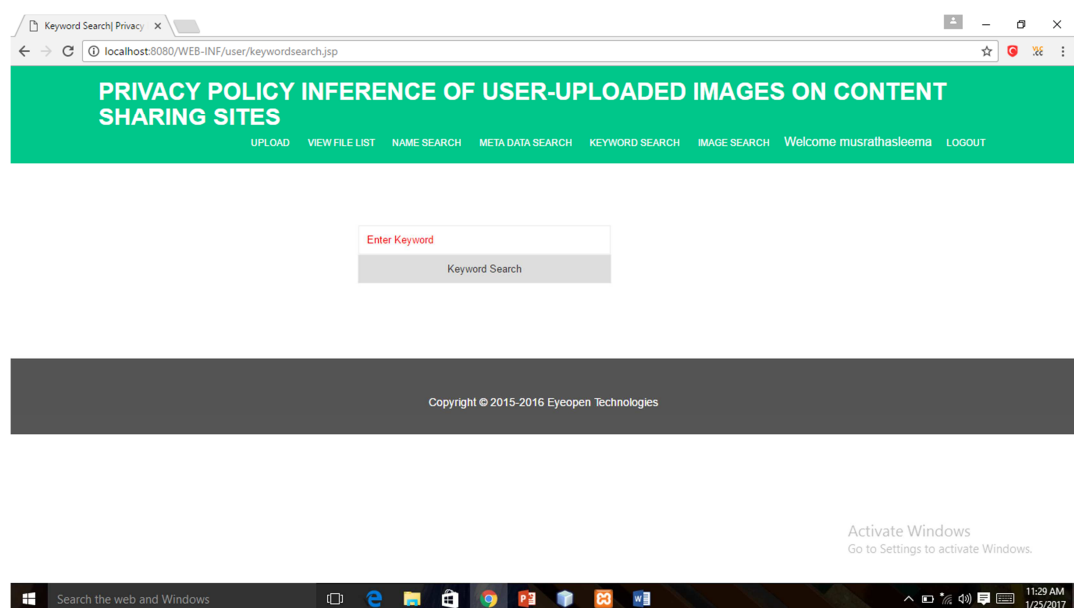 Keyword Search| Privacy
localhost:8080/WEB-INF/user/keywordsearch.jsp
PRIVACY POLICY INFERENCE OF USER-UPLOADED IMAGES ON CONTENT
SHARING SITES
UPLOAD VIEW FILE LIST NAME SEARCH META DATA SEARCH KEYWORD SEARCH IMAGE SEARCH Welcome musrathasleema LOGOUT
Enter Keyword
Keyword Search
Copyright © 2015-2016 Eyeopen Technologies
Activate Windows
Go to Settings to activate Windows.
Search the web and Windows
11:29 AM
1/25/2017